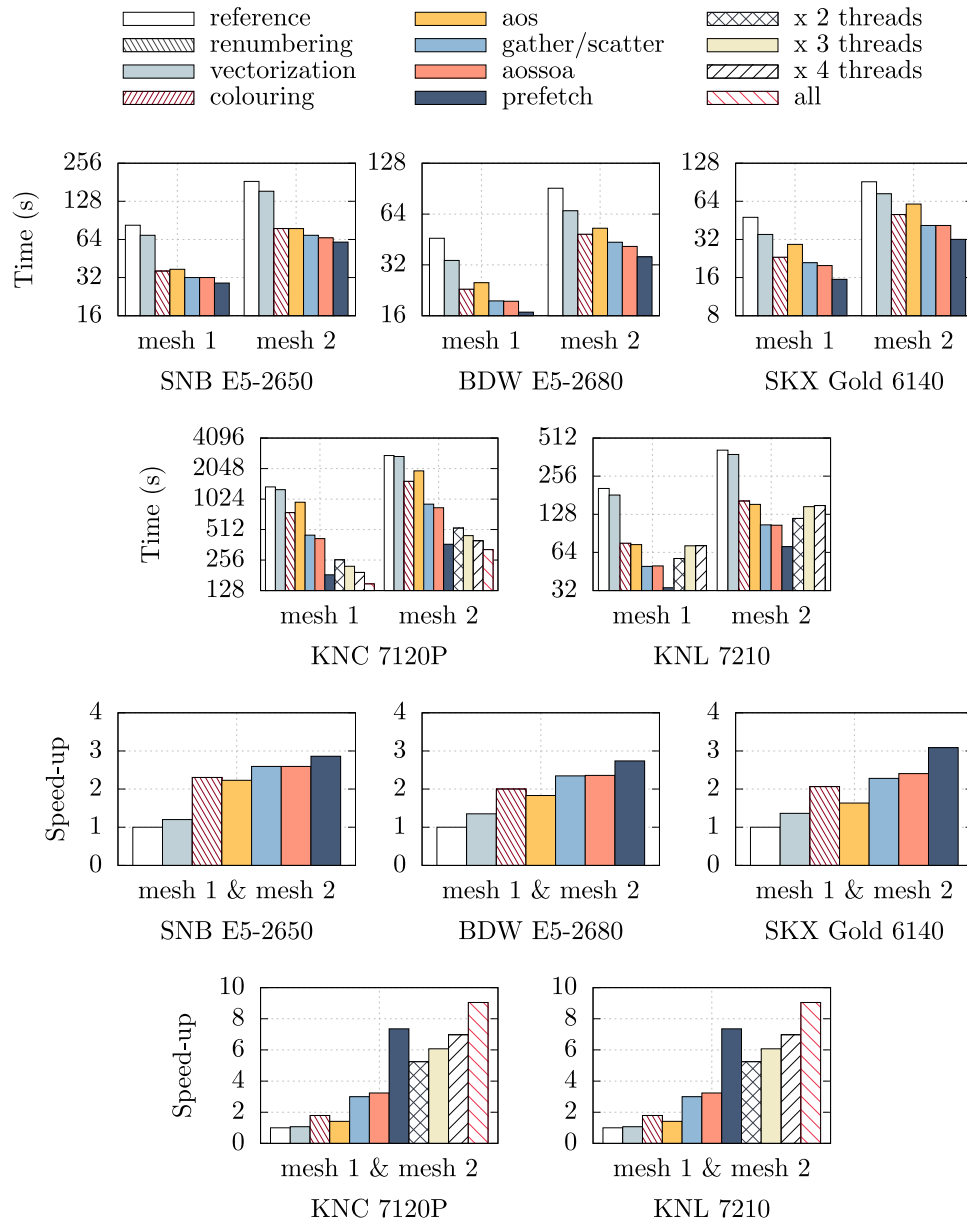 reference
renumbering
vectorization
colouring
aos
gather/scatter
aossoa
prefetch
x 2 threads
x 3 threads
x 4 threads
all
Time (s)
256
128
64
32
16
mesh 1 mesh 2
SNB E5-2650
128
64
32
16
mesh 1 mesh 2
BDW E5-2680
128
64
32
16
8
mesh 1 mesh 2
SKX Gold 6140
Time (s)
4096
2048
1024
512
256
128
mesh 1 mesh 2
KNC 7120P
512
256
128
64
32
mesh 1 mesh 2
KNL 7210
Speed-up
4
3
2
1
0
mesh 1 & mesh 2
SNB E5-2650
4
3
2
1
0
mesh 1 & mesh 2
BDW E5-2680
4
3
2
1
0
mesh 1 & mesh 2
SKX Gold 6140
Speed-up
10
8
6
4
2
0
mesh 1 & mesh 2
KNC 7120P
10
8
6
4
2
0
mesh 1 & mesh 2
KNL 7210